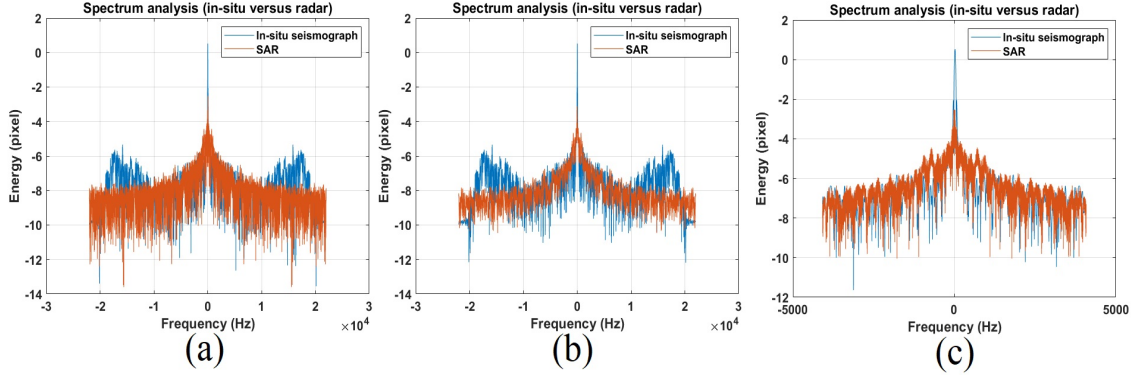 Spectrum analysis (in-situ versus radar)
In-situ seismograph
SAR
Energy (pixel)
2
0
-2
-4
-6
-8
-10
-12
-14
-3
-2
-1
0
1
2
3
Frequency (Hz)
×10⁴
(a)
Spectrum analysis (in-situ versus radar)
In-situ seismograph
SAR
Energy (pixel)
2
0
-2
-4
-6
-8
-10
-12
-14
-3
-2
-1
0
1
2
3
Frequency (Hz)
×10⁴
(b)
Spectrum analysis (in-situ versus radar)
In-situ seismograph
SAR
Energy (pixel)
2
0
-2
-4
-6
-8
-10
-12
-5000
0
5000
Frequency (Hz)
(c)